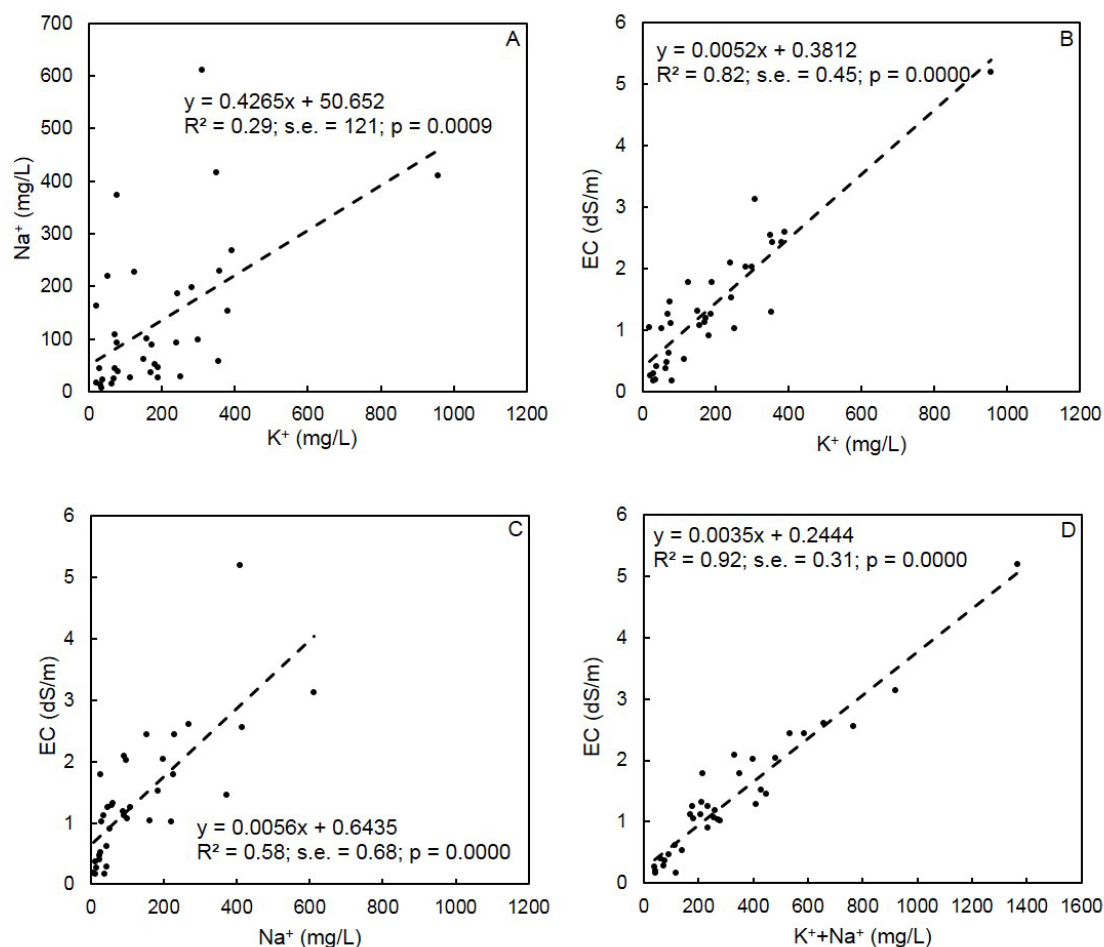 A
y = 0.4265x + 50.652
R² = 0.29; s.e. = 121; p = 0.0009
Na⁺ (mg/L)
700
600
500
400
300
200
100
0
0 200 400 600 800 1000 1200
K⁺ (mg/L)
B
y = 0.0052x + 0.3812
R² = 0.82; s.e. = 0.45; p = 0.0000
EC (dS/m)
6
5
4
3
2
1
0
0 200 400 600 800 1000 1200
K⁺ (mg/L)
C
y = 0.0056x + 0.6435
R² = 0.58; s.e. = 0.68; p = 0.0000
EC (dS/m)
6
5
4
3
2
1
0
0 200 400 600 800 1000 1200
Na⁺ (mg/L)
D
y = 0.0035x + 0.2444
R² = 0.92; s.e. = 0.31; p = 0.0000
EC (dS/m)
6
5
4
3
2
1
0
0 200 400 600 800 1000 1200 1400 1600
K⁺+Na⁺ (mg/L)